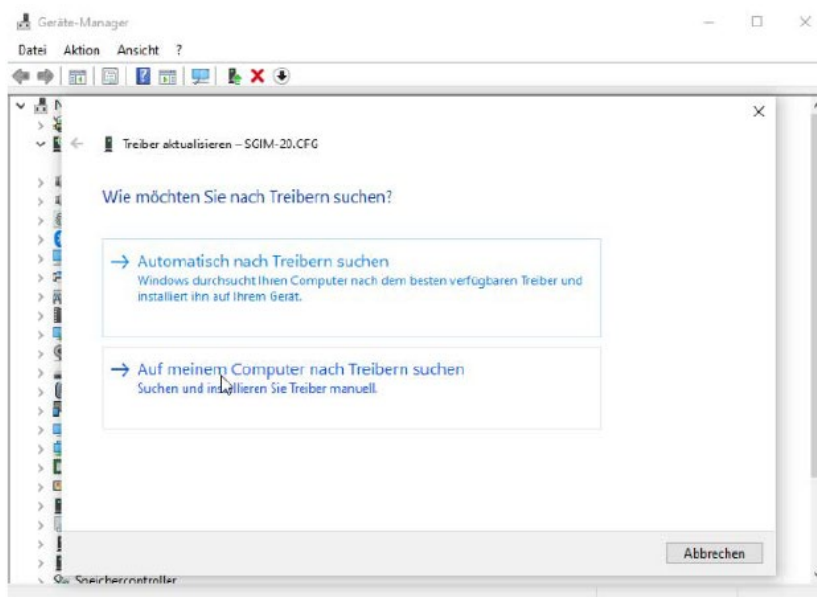 Geräte-Manager
Datei Aktion Ansicht ?
Treiber aktualisieren – SGIM-20.CFG
Wie möchten Sie nach Treibern suchen?
Automatisch nach Treibern suchen
Windows durchsucht Ihren Computer nach dem besten verfügbaren Treiber und
installiert ihn auf Ihrem Gerät.
Auf meinem Computer nach Treibern suchen
Suchen und installieren Sie Treiber manuell.
Abbrechen
Speichercontroller